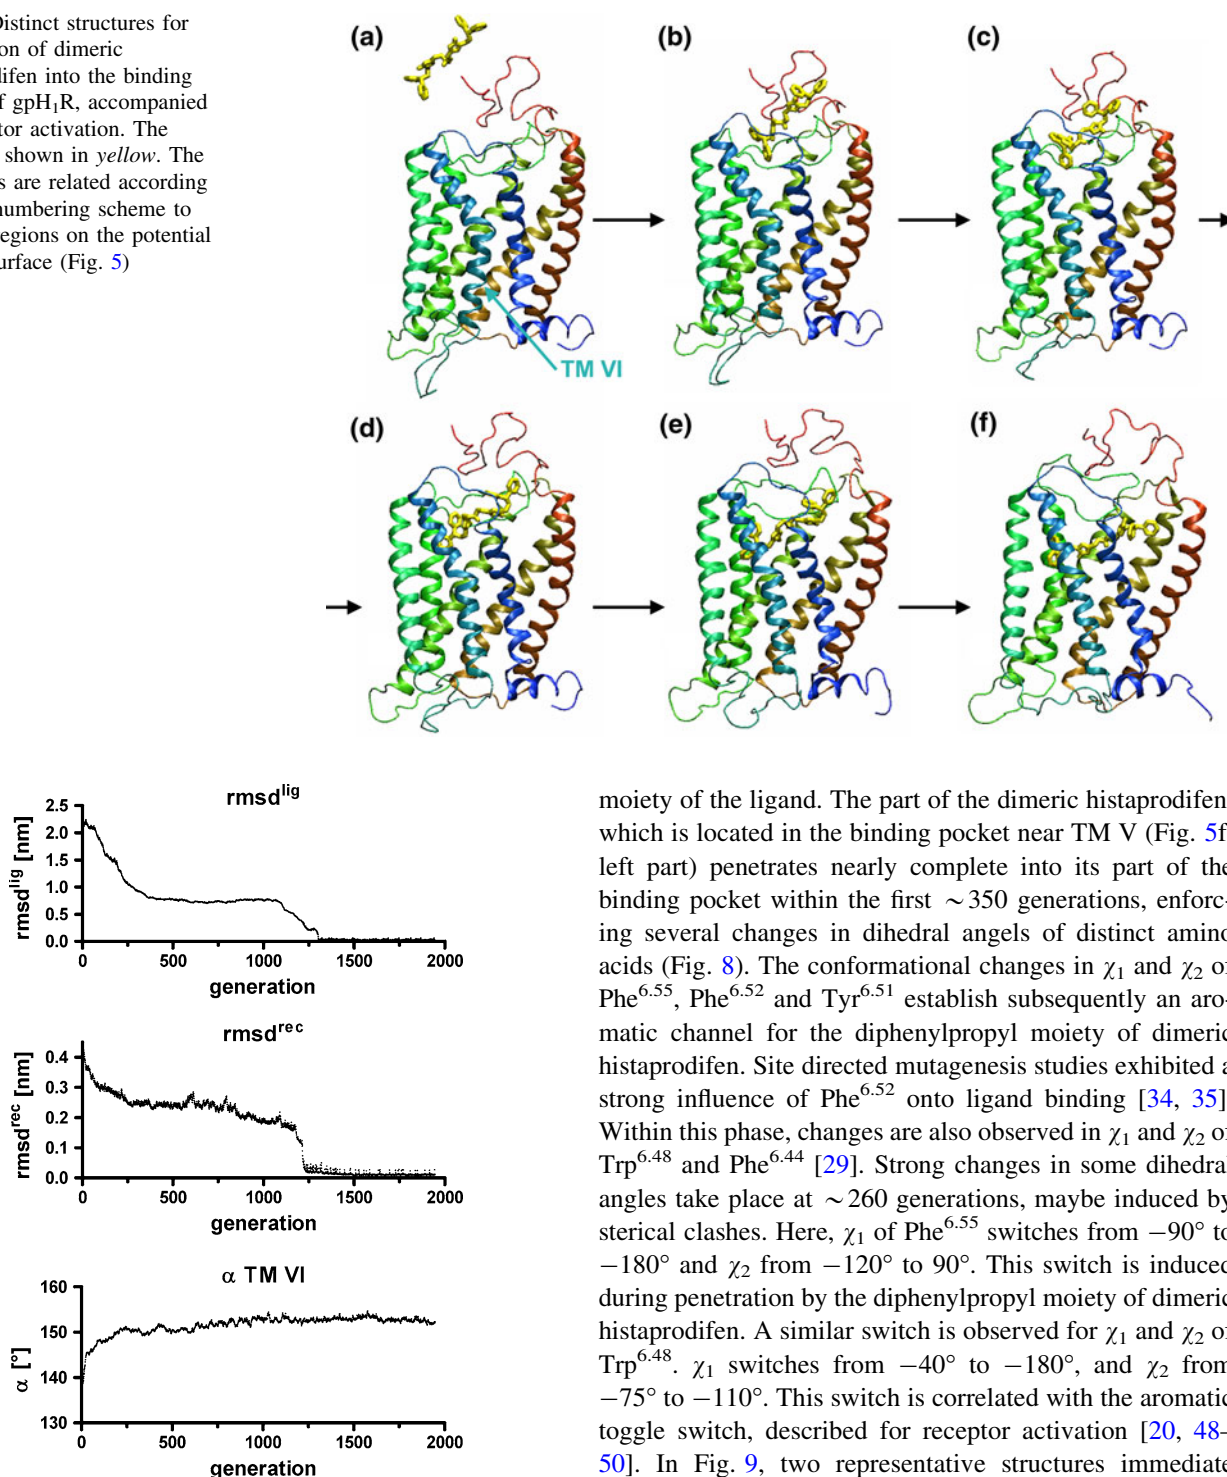 Distinct structures for
ion of dimeric
difen into the binding
of gpH1R, accompanied
tor activation. The
shown in yellow. The
s are related according
numbering scheme to
regions on the potential
surface (Fig. 5)
(a)
(b)
(c)
TM VI
(d)
(e)
(f)
rmsd^lig
rmsd^lig [nm]
2.5
2.0
1.5
1.0
0.5
0.0
0 500 1000 1500 2000
generation
rmsd^rec
rmsd^rec [nm]
0.4
0.3
0.2
0.1
0.0
0 500 1000 1500 2000
generation
α TM VI
α [°]
160
150
140
130
0 500 1000 1500 2000
generation
moiety of the ligand. The part of the dimeric histaprodifen,
which is located in the binding pocket near TM V (Fig. 5f
left part) penetrates nearly complete into its part of the
binding pocket within the first ~350 generations, enforc-
ing several changes in dihedral angels of distinct amino
acids (Fig. 8). The conformational changes in χ1 and χ2 of
Phe6.55, Phe6.52 and Tyr6.51 establish subsequently an aro-
matic channel for the diphenylpropyl moiety of dimeric
histaprodifen. Site directed mutagenesis studies exhibited a
strong influence of Phe6.52 onto ligand binding [34, 35]
Within this phase, changes are also observed in χ1 and χ2 of
Trp6.48 and Phe6.44 [29]. Strong changes in some dihedral
angles take place at ~260 generations, maybe induced by
sterical clashes. Here, χ1 of Phe6.55 switches from −90° to
−180° and χ2 from −120° to 90°. This switch is induced
during penetration by the diphenylpropyl moiety of dimeric
histaprodifen. A similar switch is observed for χ1 and χ2 of
Trp6.48. χ1 switches from −40° to −180°, and χ2 from
−75° to −110°. This switch is correlated with the aromatic
toggle switch, described for receptor activation [20, 48–
50]. In Fig. 9, two representative structures immediate